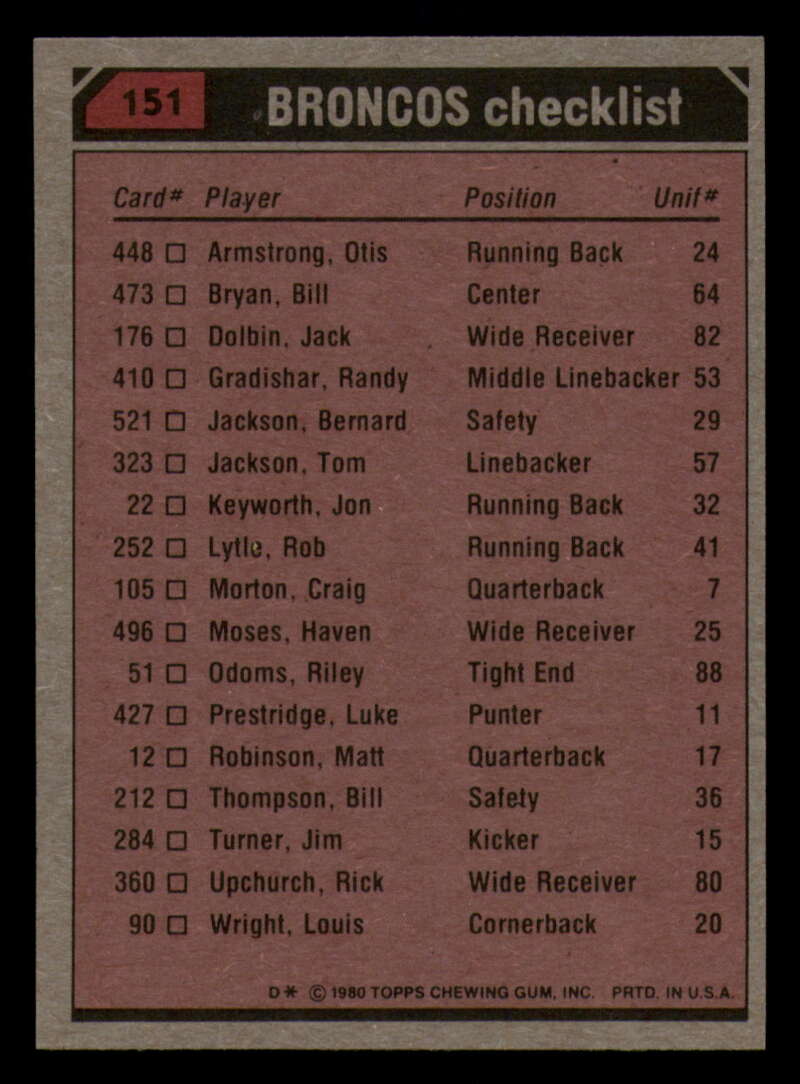 151 BRONCOS checklist
Card# Player Position Unif#
448 □ Armstrong, Otis Running Back 24
473 □ Bryan, Bill Center 64
176 □ Dolbin, Jack Wide Receiver 82
410 □ Gradishar, Randy Middle Linebacker 53
521 □ Jackson, Bernard Safety 29
323 □ Jackson, Tom Linebacker 57
22 □ Keyworth, Jon Running Back 32
252 □ Lytle, Rob Running Back 41
105 □ Morton, Craig Quarterback 7
496 □ Moses, Haven Wide Receiver 25
51 □ Odoms, Riley Tight End 88
427 □ Prestridge, Luke Punter 11
12 □ Robinson, Matt Quarterback 17
212 □ Thompson, Bill Safety 36
284 □ Turner, Jim Kicker 15
360 □ Upchurch, Rick Wide Receiver 80
90 □ Wright, Louis Cornerback 20
D* © 1980 TOPPS CHEWING GUM, INC. PRTD. IN U.S.A.